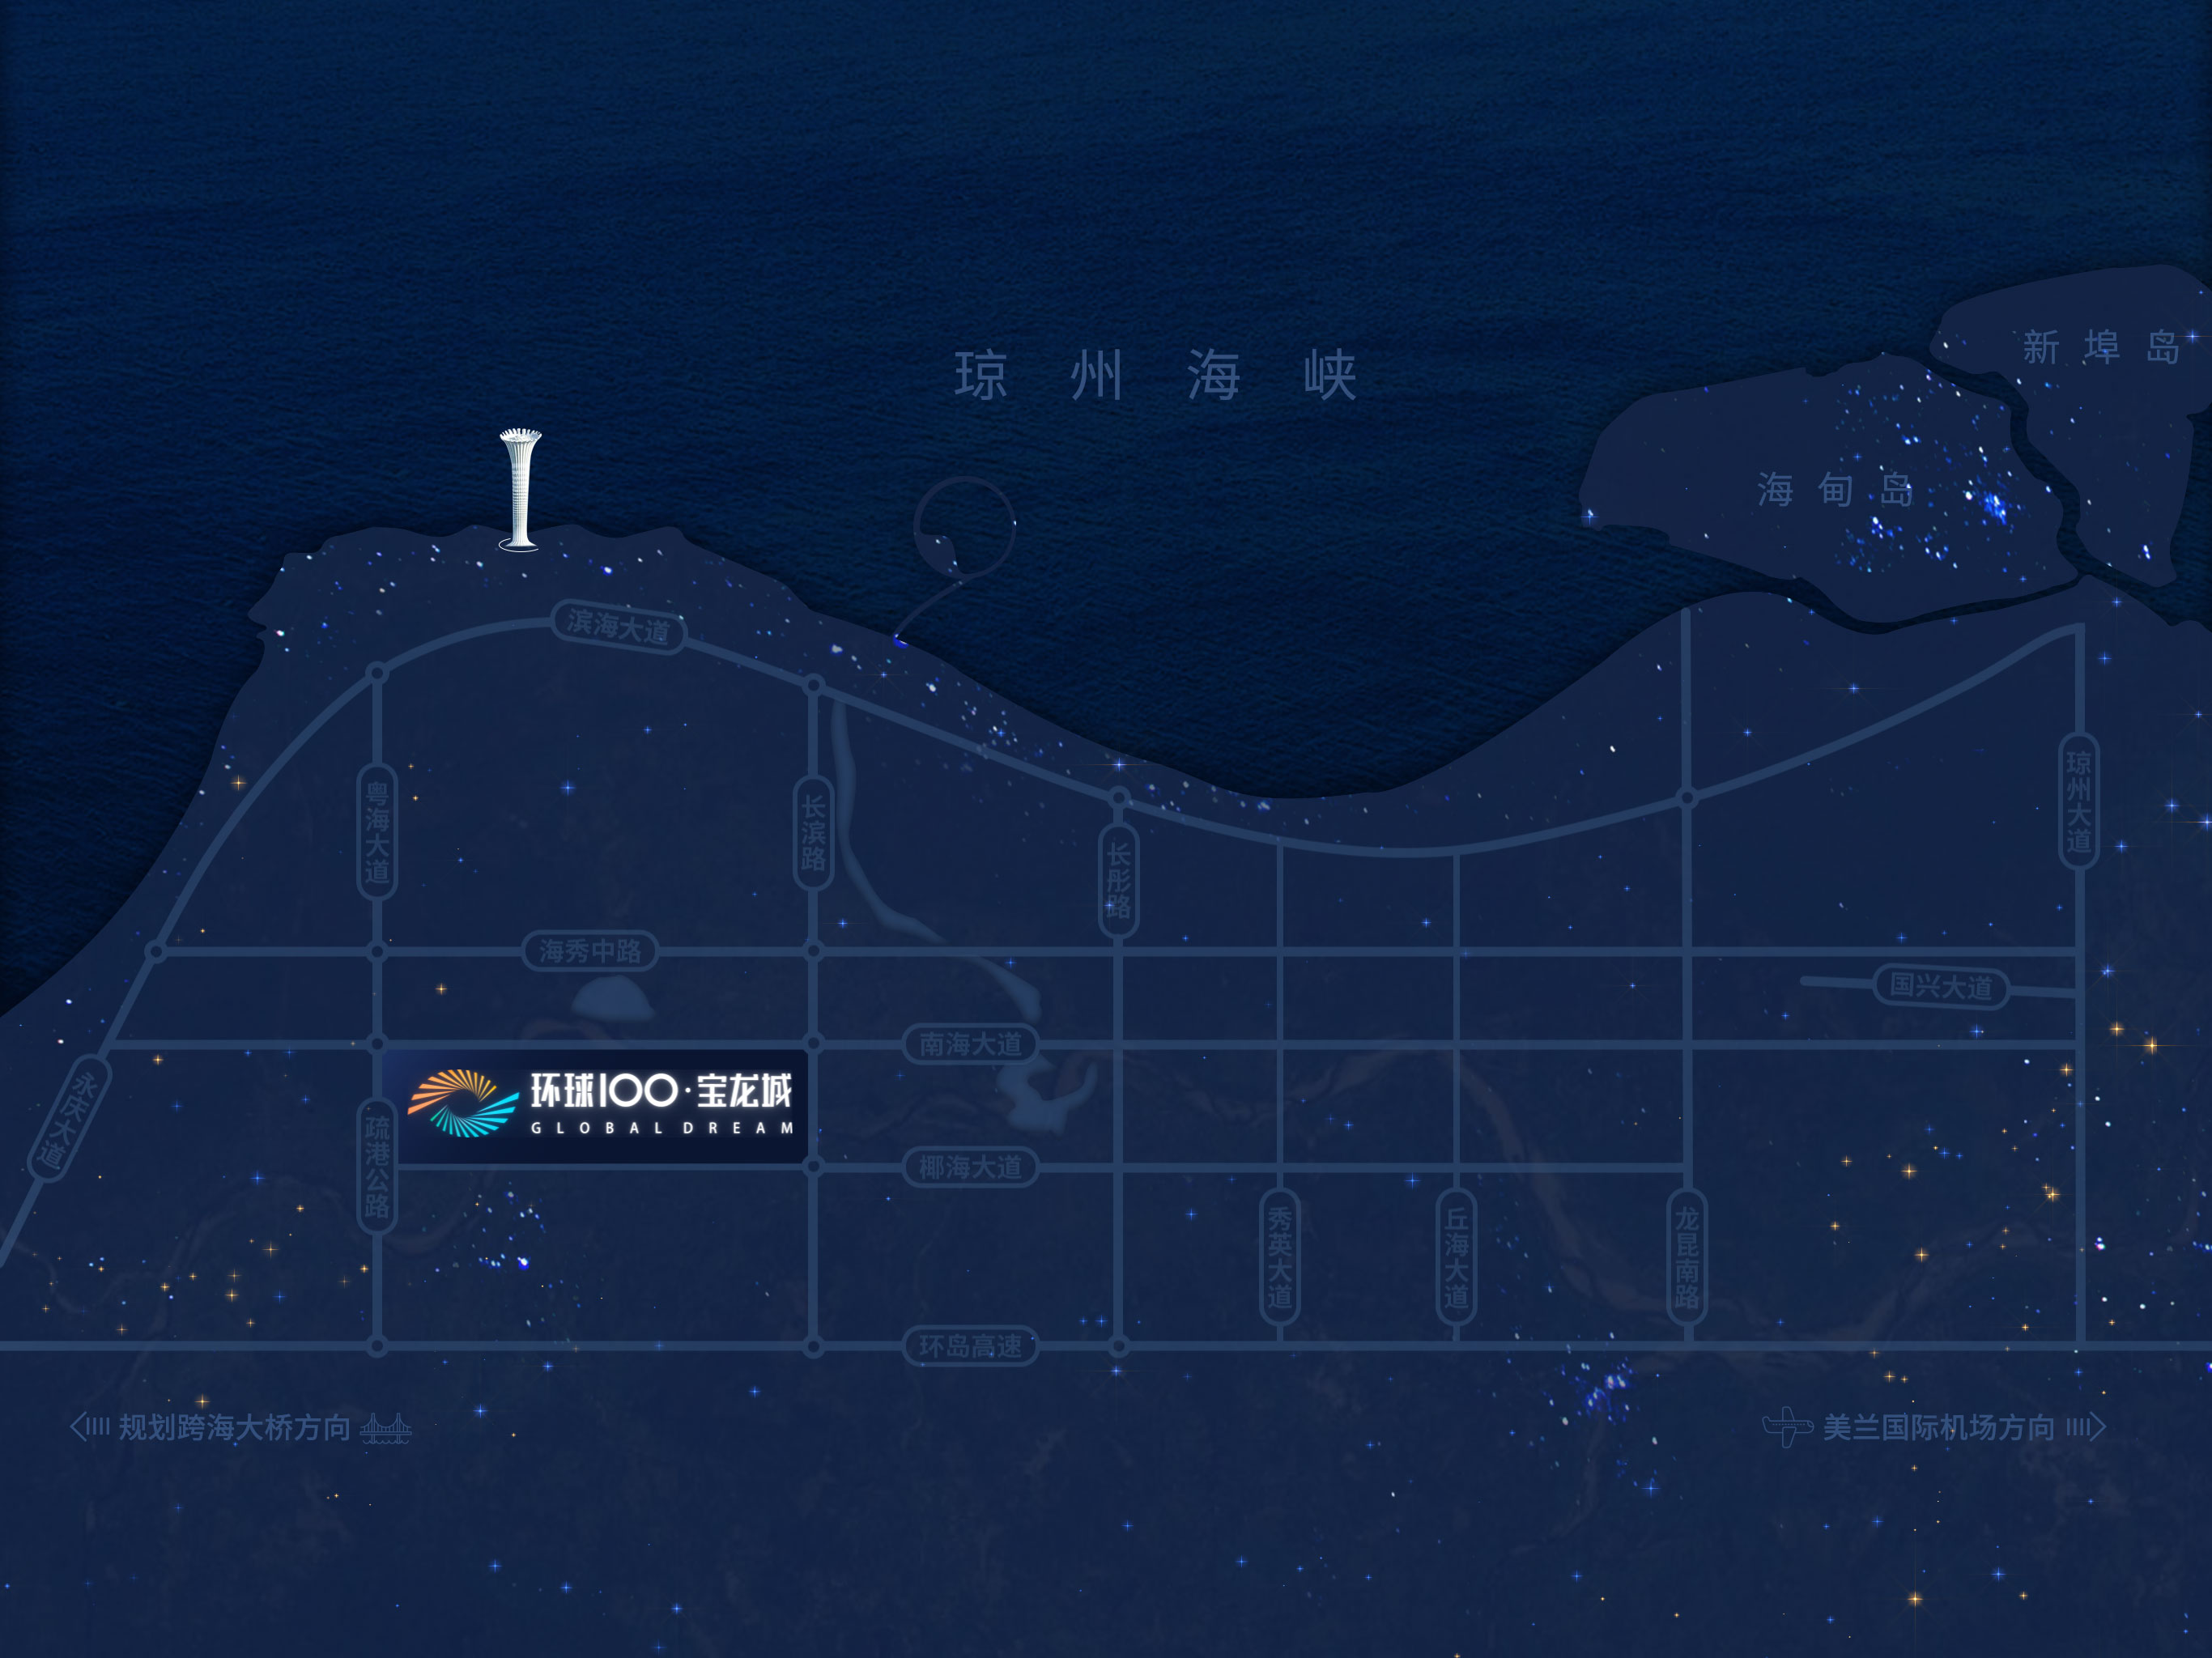 琼州海峡
新埠岛
海甸岛
滨海大道
粤海大道
长滨路
长彤路
琼州大道
海秀中路
国兴大道
南海大道
永庆大道
环球100·宝龙城
GLOBAL DREAM
疏港公路
椰海大道
秀英大道
丘海大道
龙昆南路
环岛高速
规划跨海大桥方向
美兰国际机场方向